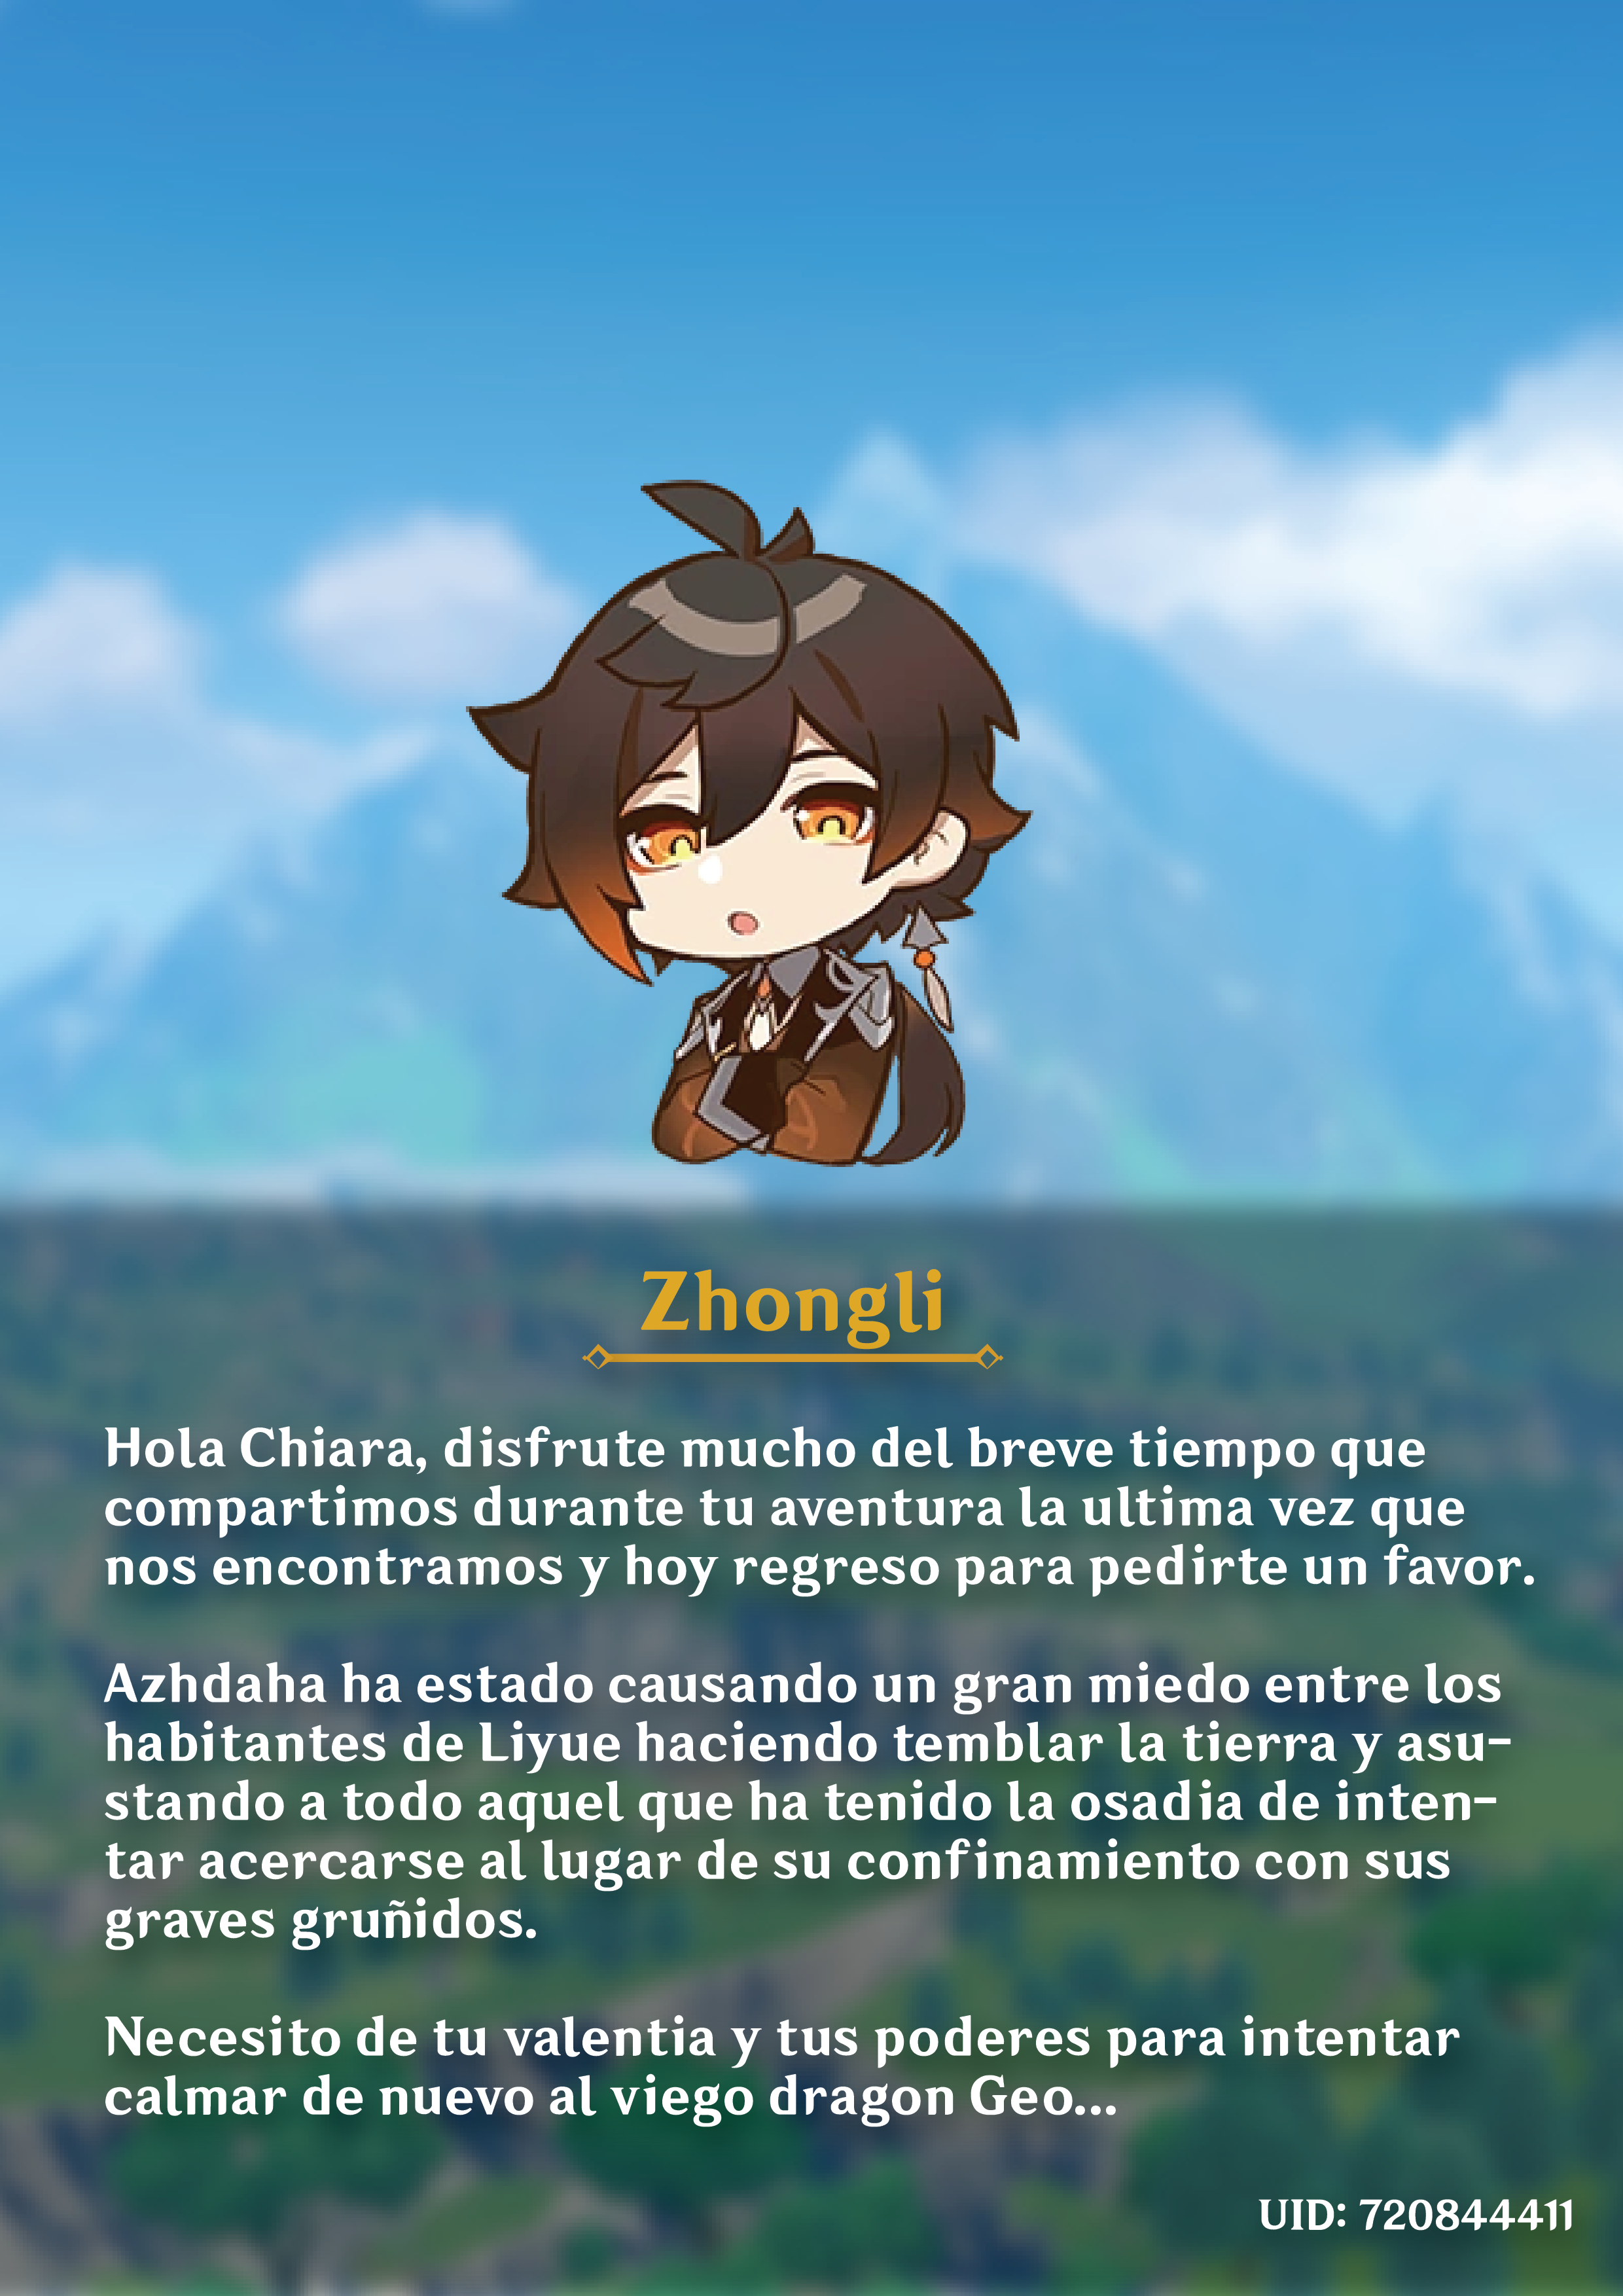 Zhongli
Hola Chiara, disfrute mucho del breve tiempo que
compartimos durante tu aventura la ultima vez que
nos encontramos y hoy regreso para pedirte un favor.
Azhdaha ha estado causando un gran miedo entre los
habitantes de Liyue haciendo temblar la tierra y asu-
stando a todo aquel que ha tenido la osadia de inten-
tar acercarse al lugar de su confinamiento con sus
graves gruñidos.
Necesito de tu valentia y tus poderes para intentar
calmar de nuevo al viego dragon Geo...
UID: 720844411